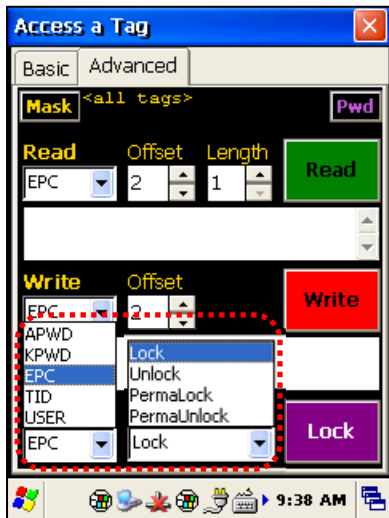 Access a Tag
Basic Advanced
Mask <all tags> Pwd
Read Offset Length
EPC 2 1 Read
Write Offset
EPC 2 Write
APWD
KPWD Lock
EPC Unlock
TID PermaLock
USER PermaUnlock
EPC Lock Lock
9:38 AM